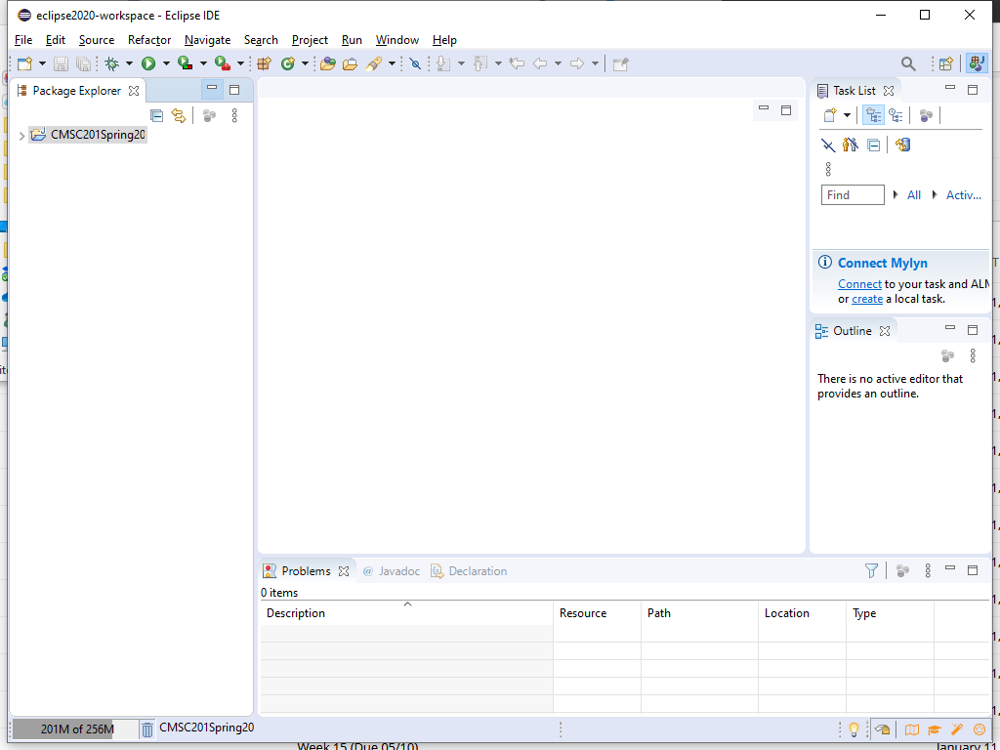 eclipse2020-workspace - Eclipse IDE
File Edit Source Refactor Navigate Search Project Run Window Help
Package Explorer
CMSC201Spring20
Task List
Find All Activ...
Connect Mylyn
Connect to your task and ALM
or create a local task.
Outline
There is no active editor that
provides an outline.
Problems @ Javadoc Declaration
0 items
Description Resource Path Location Type
201M of 256M CMSC201Spring20
Week 15 (Due 05/10) January 11